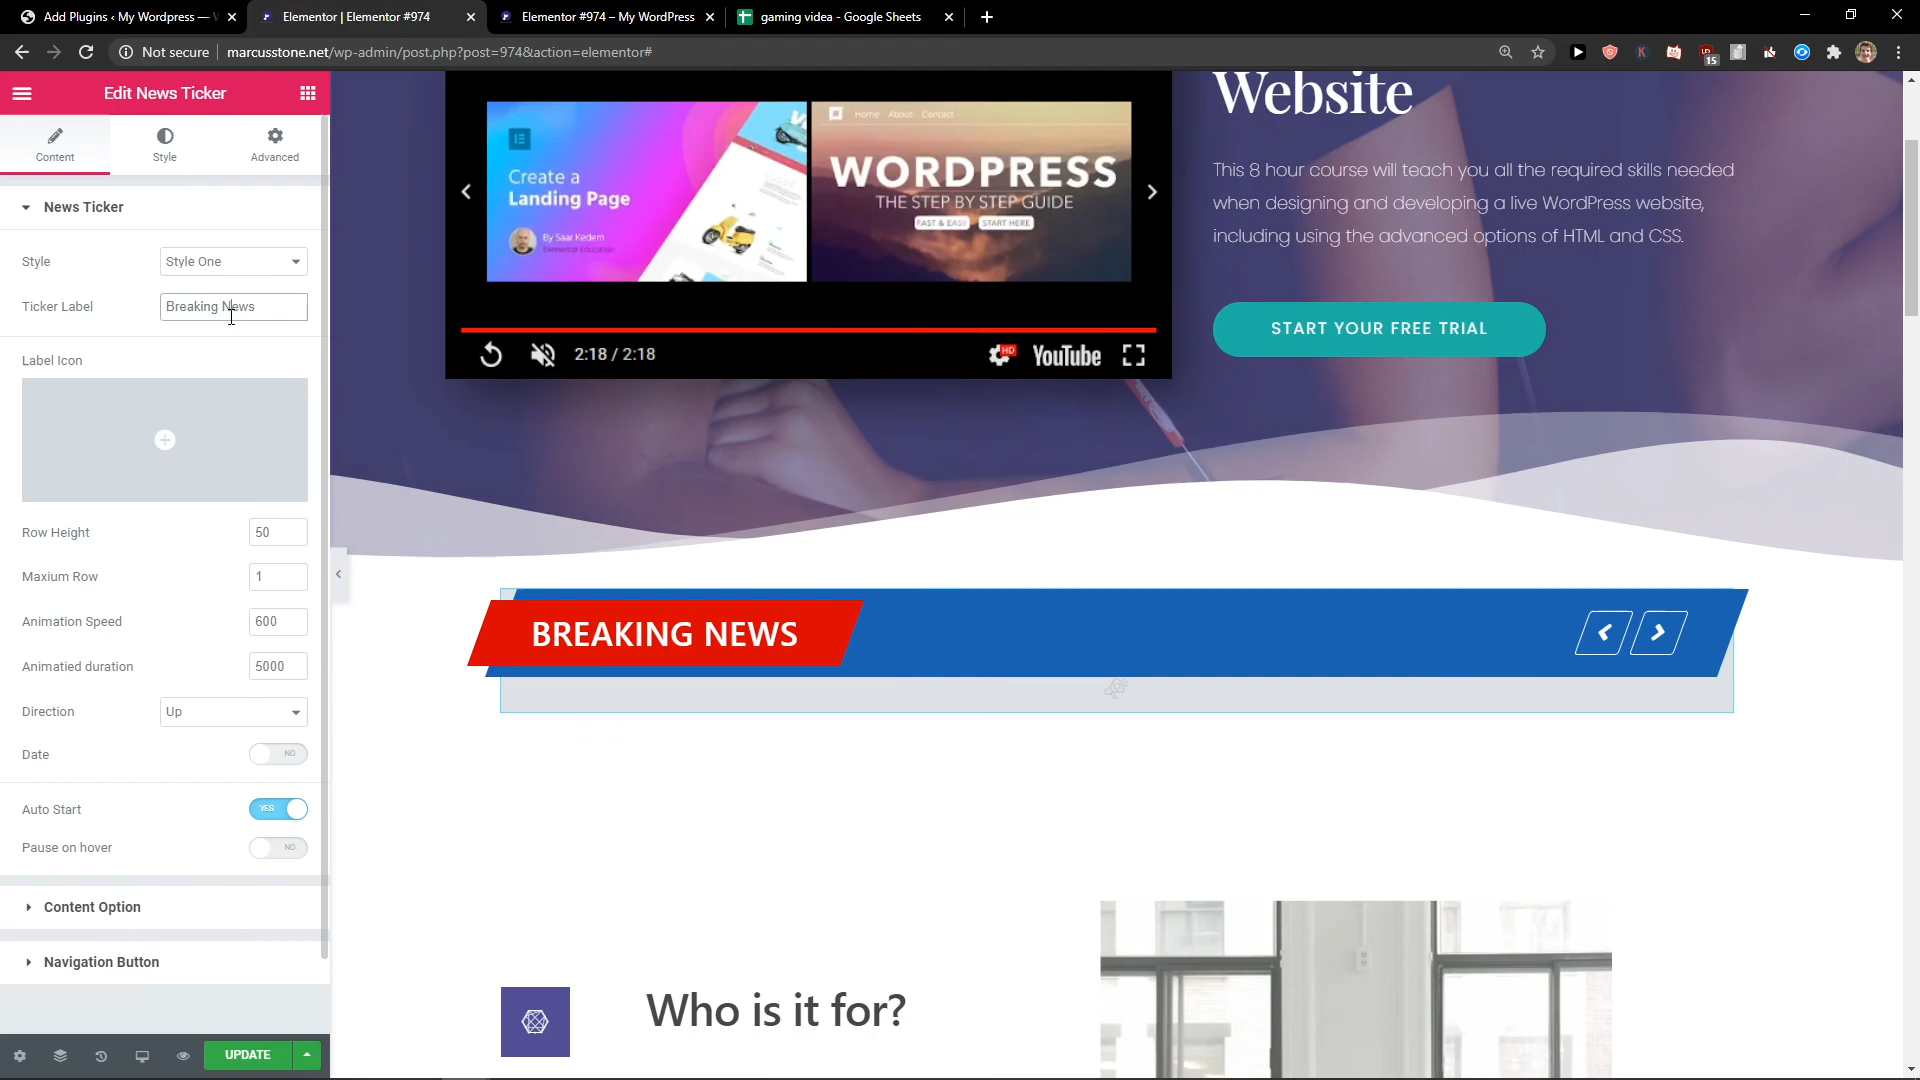 Add Plugins ‹ My Wordpress —
Elementor | Elementor #974
Elementor #974 – My WordPress
gaming videa - Google Sheets
Not secure
marcusstone.net/wp-admin/post.php?post=974&action=elementor#
15
Edit News Ticker
Content
Style
Advanced
News Ticker
Style
Style One
Ticker Label
Breaking News
Label Icon
Row Height
50
Maxium Row
1
Animation Speed
600
Animatied duration
5000
Direction
Up
Date
NO
Auto Start
YES
Pause on hover
NO
Content Option
Navigation Button
UPDATE
Create a
Landing Page
By Saar Kedem
Elementor Education
Home About Contact
WORDPRESS
THE STEP BY STEP GUIDE
FAST & EASY
START HERE
2:18 / 2:18
HD
YouTube
Website
This 8 hour course will teach you all the required skills needed
when designing and developing a live WordPress website,
including using the advanced options of HTML and CSS.
START YOUR FREE TRIAL
BREAKING NEWS
Who is it for?